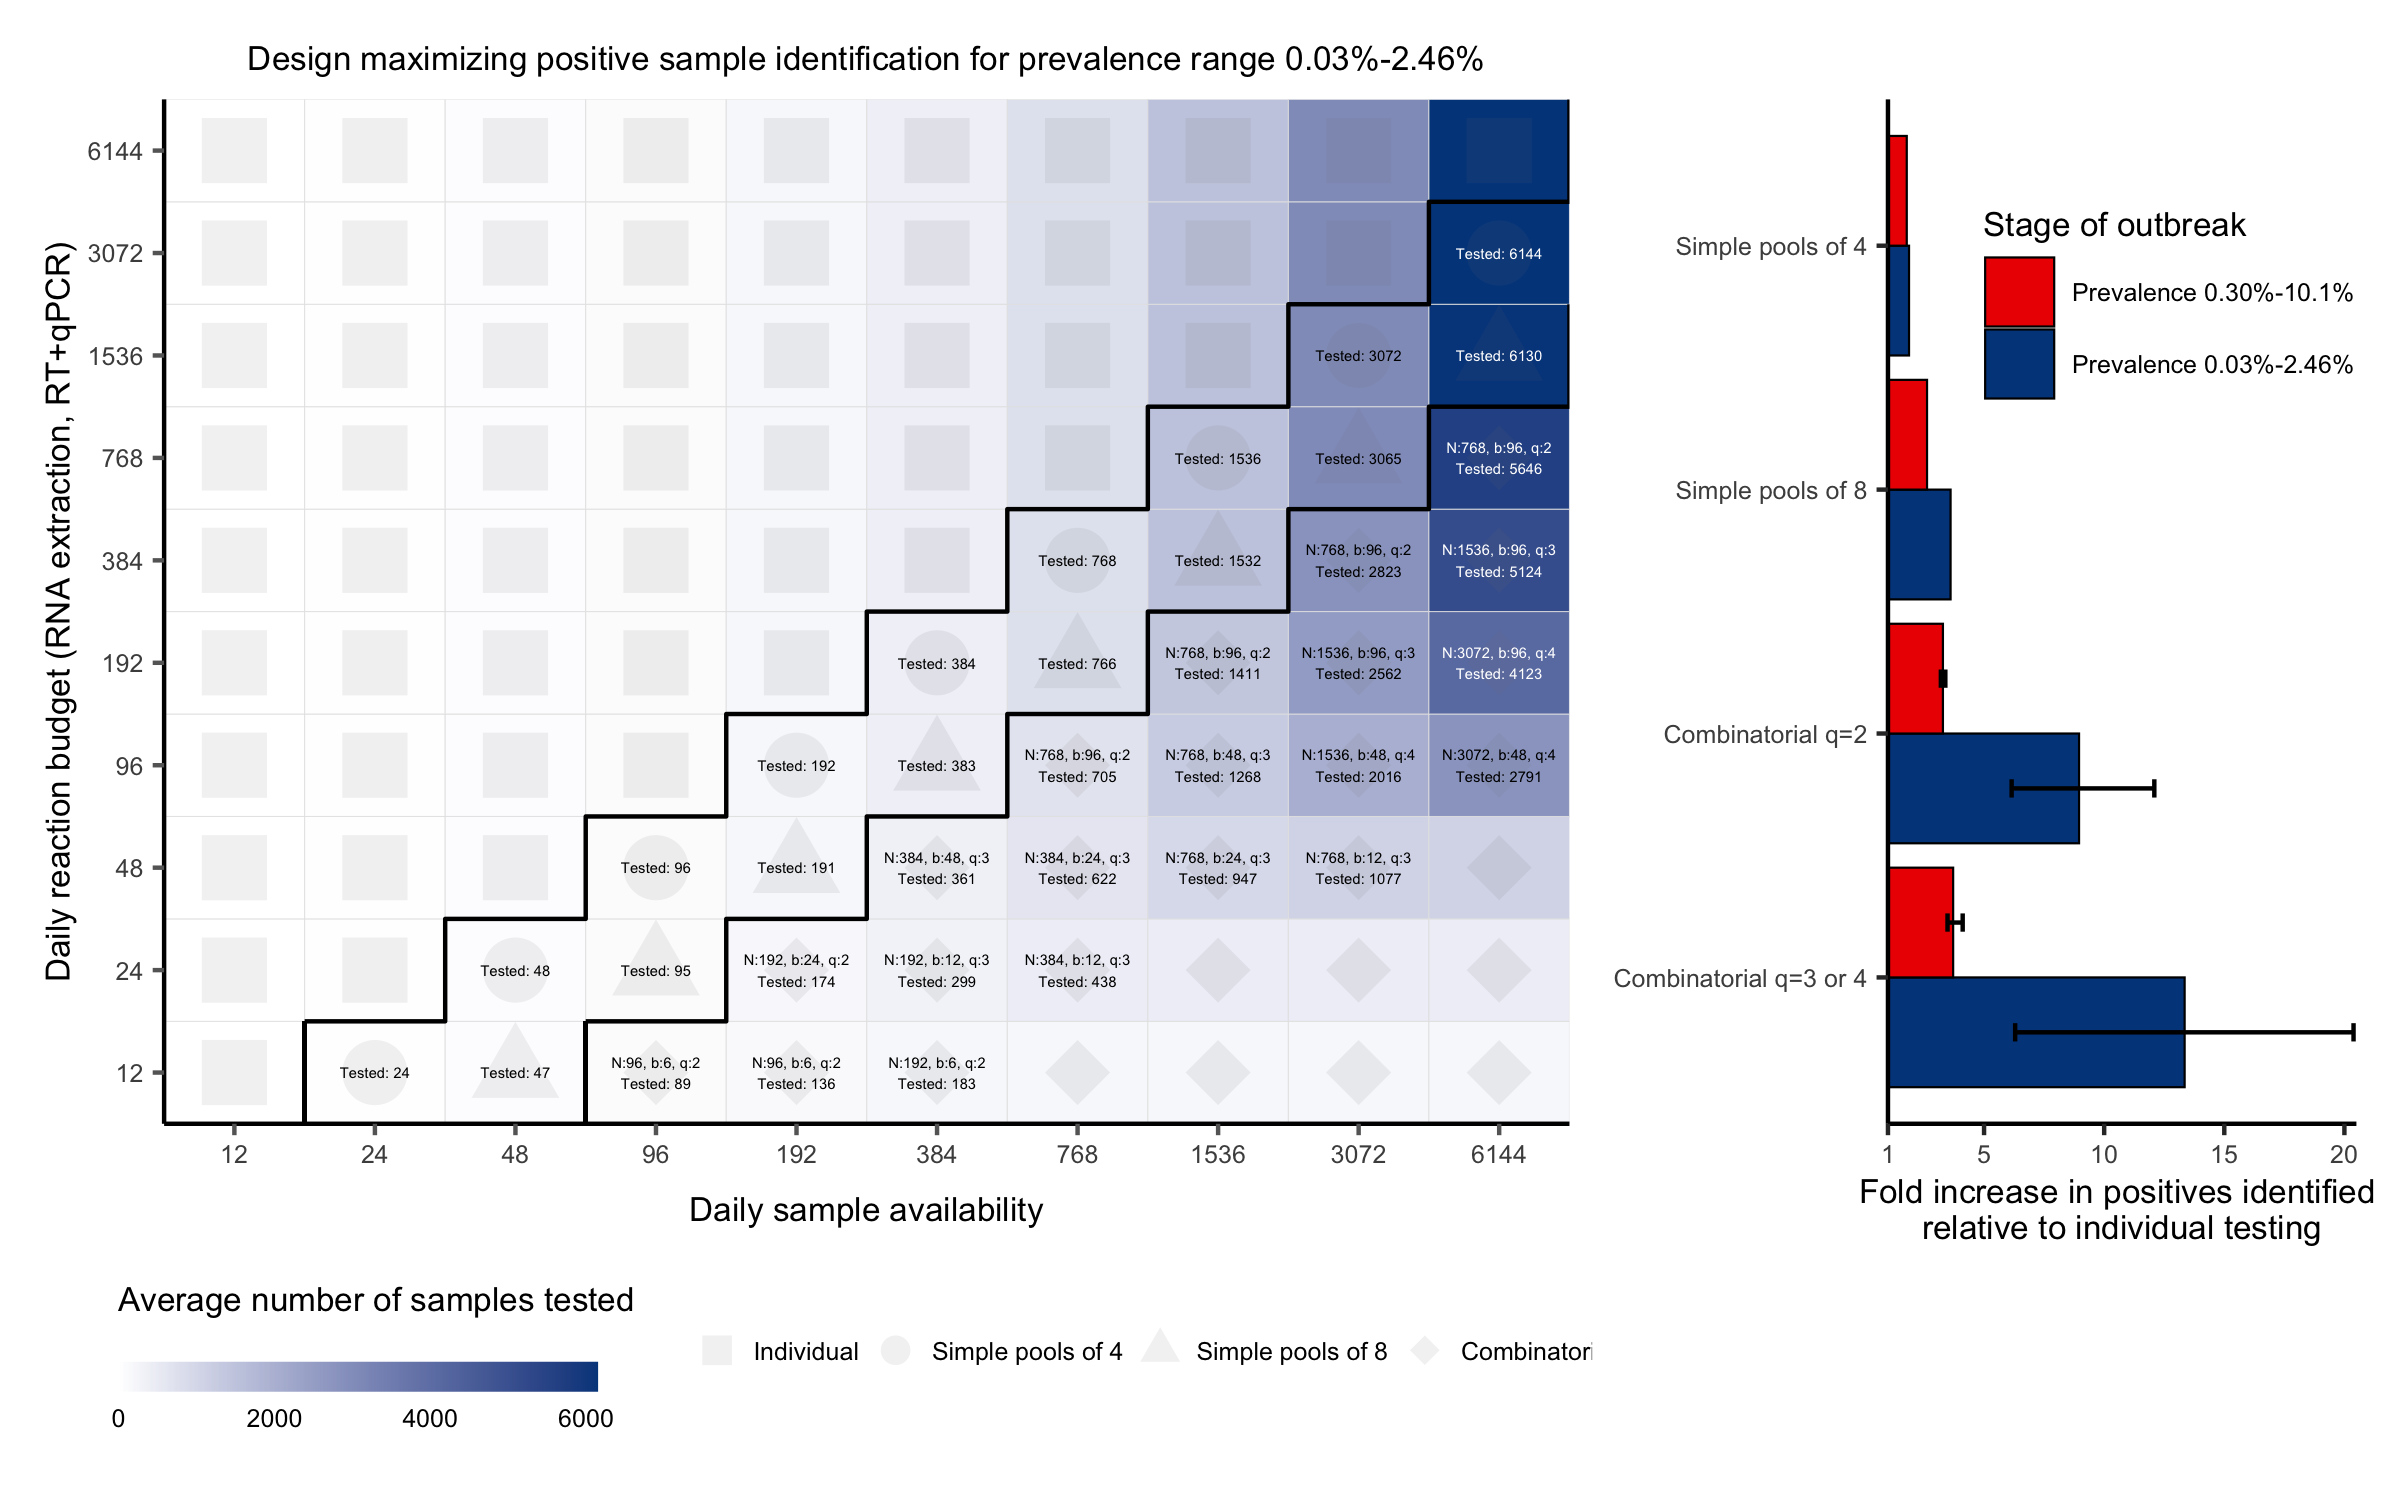 Design maximizing positive sample identification for prevalence range 0.03%-2.46%
Daily reaction budget (RNA extraction, RT+qPCR)
6144
3072
Tested: 6144
1536
Tested: 3072
Tested: 6130
768
Tested: 1536
Tested: 3065
N:768, b:96, q:2
Tested: 5646
384
Tested: 768
Tested: 1532
N:768, b:96, q:2
Tested: 2823
N:1536, b:96, q:3
Tested: 5124
192
Tested: 384
Tested: 766
N:768, b:96, q:2
Tested: 1411
N:1536, b:96, q:3
Tested: 2562
N:3072, b:96, q:4
Tested: 4123
96
Tested: 192
Tested: 383
N:768, b:96, q:2
Tested: 705
N:768, b:48, q:3
Tested: 1268
N:1536, b:48, q:4
Tested: 2016
N:3072, b:48, q:4
Tested: 2791
48
Tested: 96
Tested: 191
N:384, b:48, q:3
Tested: 361
N:384, b:24, q:3
Tested: 622
N:768, b:24, q:3
Tested: 947
N:768, b:12, q:3
Tested: 1077
24
Tested: 48
Tested: 95
N:192, b:24, q:2
Tested: 174
N:192, b:12, q:3
Tested: 299
N:384, b:12, q:3
Tested: 438
12
Tested: 24
Tested: 47
N:96, b:6, q:2
Tested: 89
N:96, b:6, q:2
Tested: 136
N:192, b:6, q:2
Tested: 183
12 24 48 96 192 384 768 1536 3072 6144
Daily sample availability
Average number of samples tested
0 2000 4000 6000
Individual
Simple pools of 4
Simple pools of 8
Combinatori
Simple pools of 4
Simple pools of 8
Combinatorial q=2
Combinatorial q=3 or 4
Stage of outbreak
Prevalence 0.30%-10.1%
Prevalence 0.03%-2.46%
1 5 10 15 20
Fold increase in positives identified
relative to individual testing